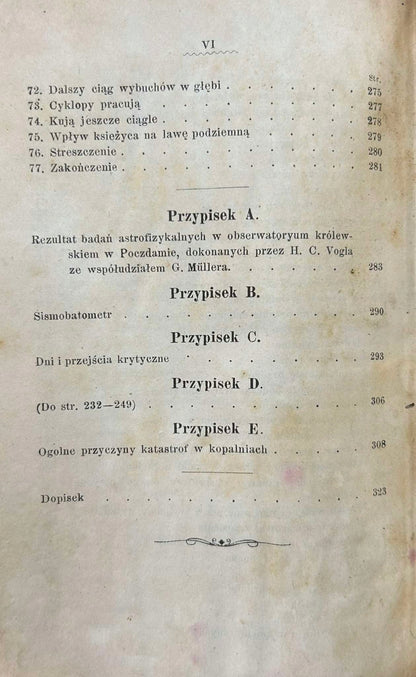 VI
Str.
72. Dalszy ciąg wybuchów w głębi . . . . . . 275
73. Cyklopy pracują . . . . . . . . . 277
74. Kują jeszcze ciągle . . . . . . . . 278
75. Wpływ księżyca na lawę podziemną . . . . . 279
76. Streszczenie . . . . . . . . . . 280
77. Zakończenie . . . . . . . . . . 281
Przypisek A.
Rezultat badań astrofizykalnych w obserwatoryum królew-
skiem w Poczdamie, dokonanych przez H. C. Vogla
ze współudziałem G. Müllera. . . . . . . 283
Przypisek B.
Sismobatometr . . . . . . . . . . 290
Przypisek C.
Dni i przejścia krytyczne . . . . . . . . 293
Przypisek D.
(Do str. 232—249) . . . . . . . . . 306
Przypisek E.
Ogólne przyczyny katastrof w kopalniach . . . . . 308
Dopisek . . . . . . . . . . . 323